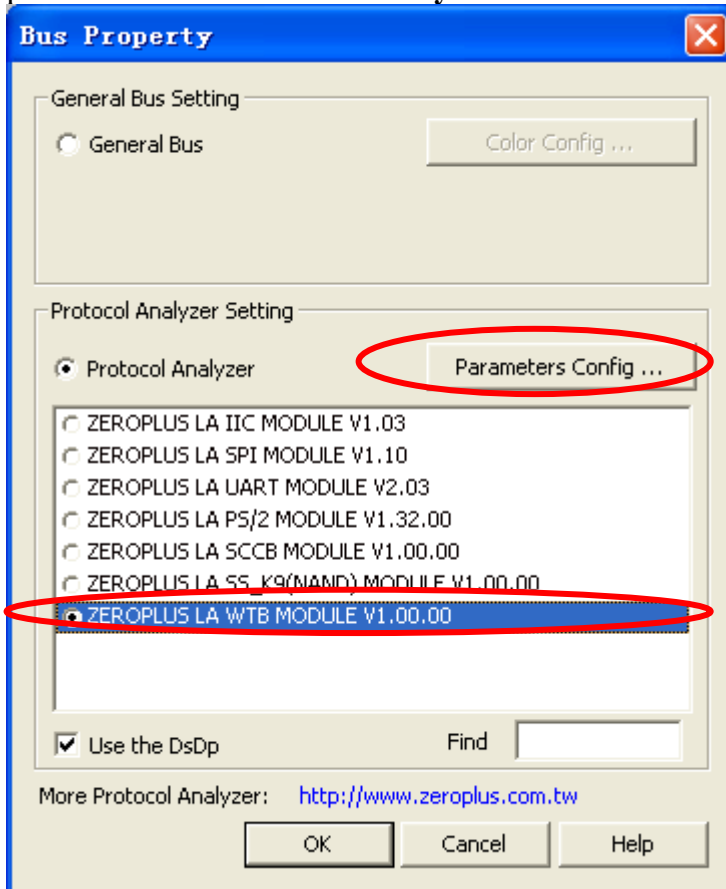 Bus Property
General Bus Setting
General Bus
Color Config ...
Protocol Analyzer Setting
Protocol Analyzer
Parameters Config ...
ZEROPLUS LA IIC MODULE V1.03
ZEROPLUS LA SPI MODULE V1.10
ZEROPLUS LA UART MODULE V2.03
ZEROPLUS LA PS/2 MODULE V1.32.00
ZEROPLUS LA SCCB MODULE V1.00.00
ZEROPLUS LA SS_K9(NAND) MODULE V1.00.00
ZEROPLUS LA WTB MODULE V1.00.00
Use the DsDp
Find
More Protocol Analyzer: http://www.zeroplus.com.tw
OK
Cancel
Help